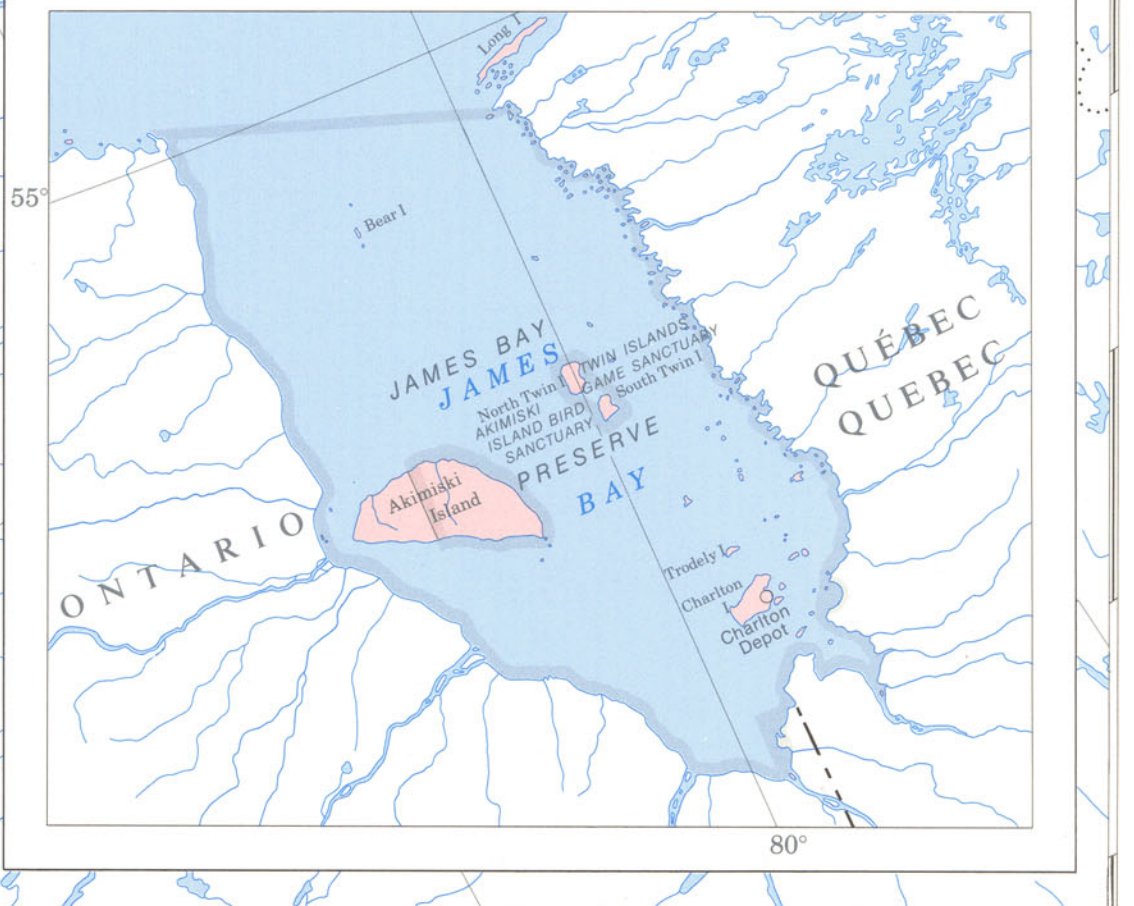 Long I
55°
Bear I
JAMES BAY
JAMES
TWIN ISLANDS
GAME SANCTUARY
North Twin I
South Twin I
AKIMISKI
ISLAND BIRD
SANCTUARY
PRESERVE
BAY
QUÉBEC
QUEBEC
Akimiski
Island
ONTARIO
Trodely I
Charlton
I
Charlton
Depot
80°